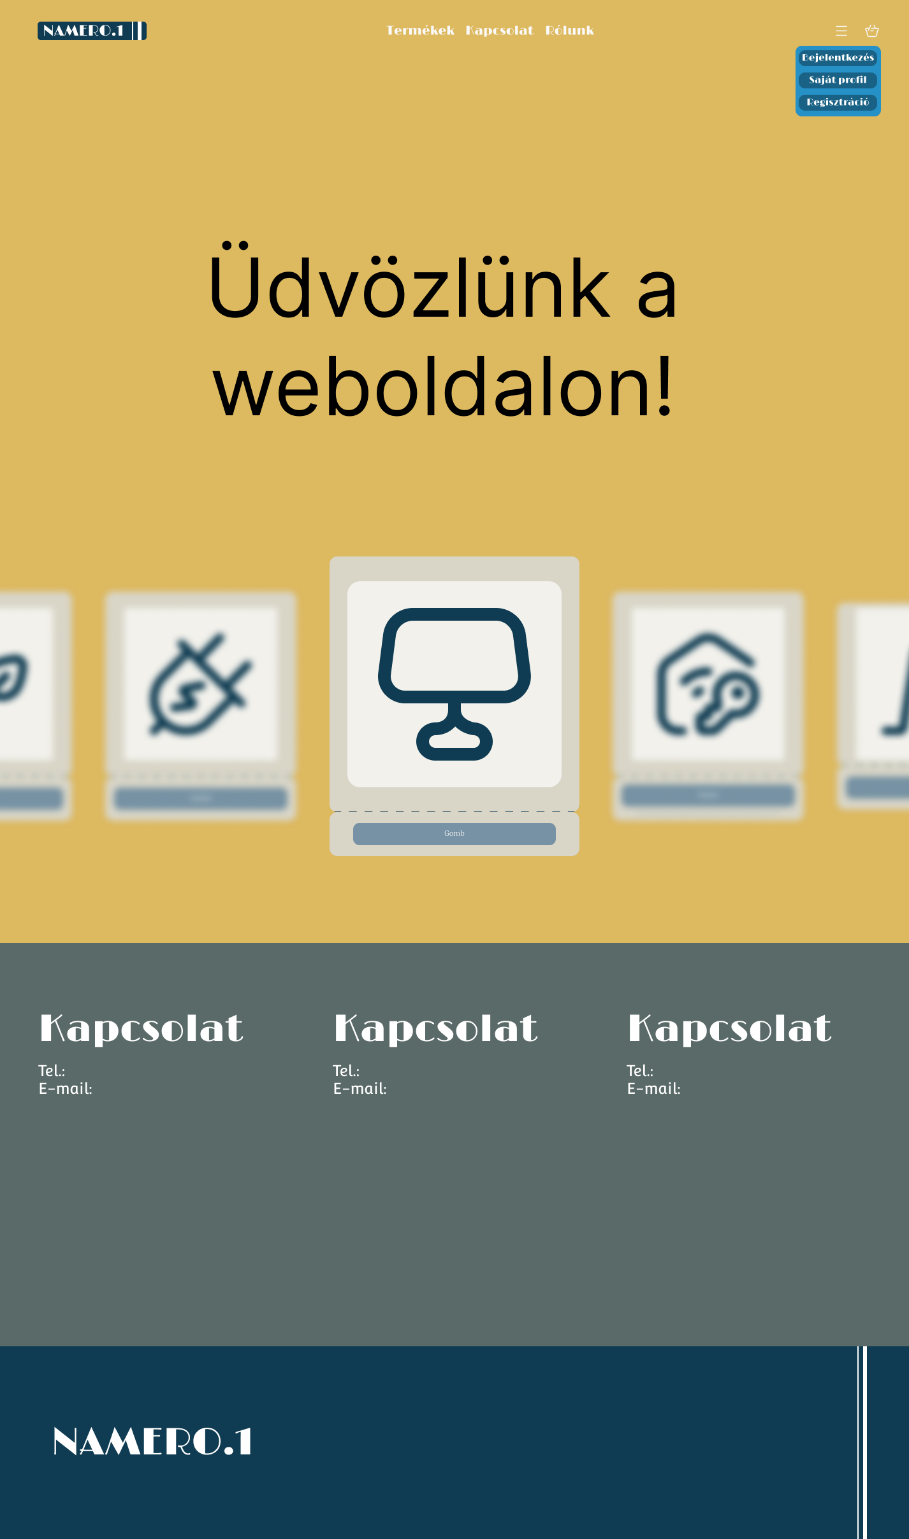 NAMERO.1
Termékek Kapcsolat Rólunk
Bejelentkezés
Saját profil
Regisztráció
Üdvözlünk a
weboldalon!
Gomb
Kapcsolat Kapcsolat Kapcsolat
Tel.: Tel.: Tel.:
E-mail: E-mail: E-mail:
NAMERO.1